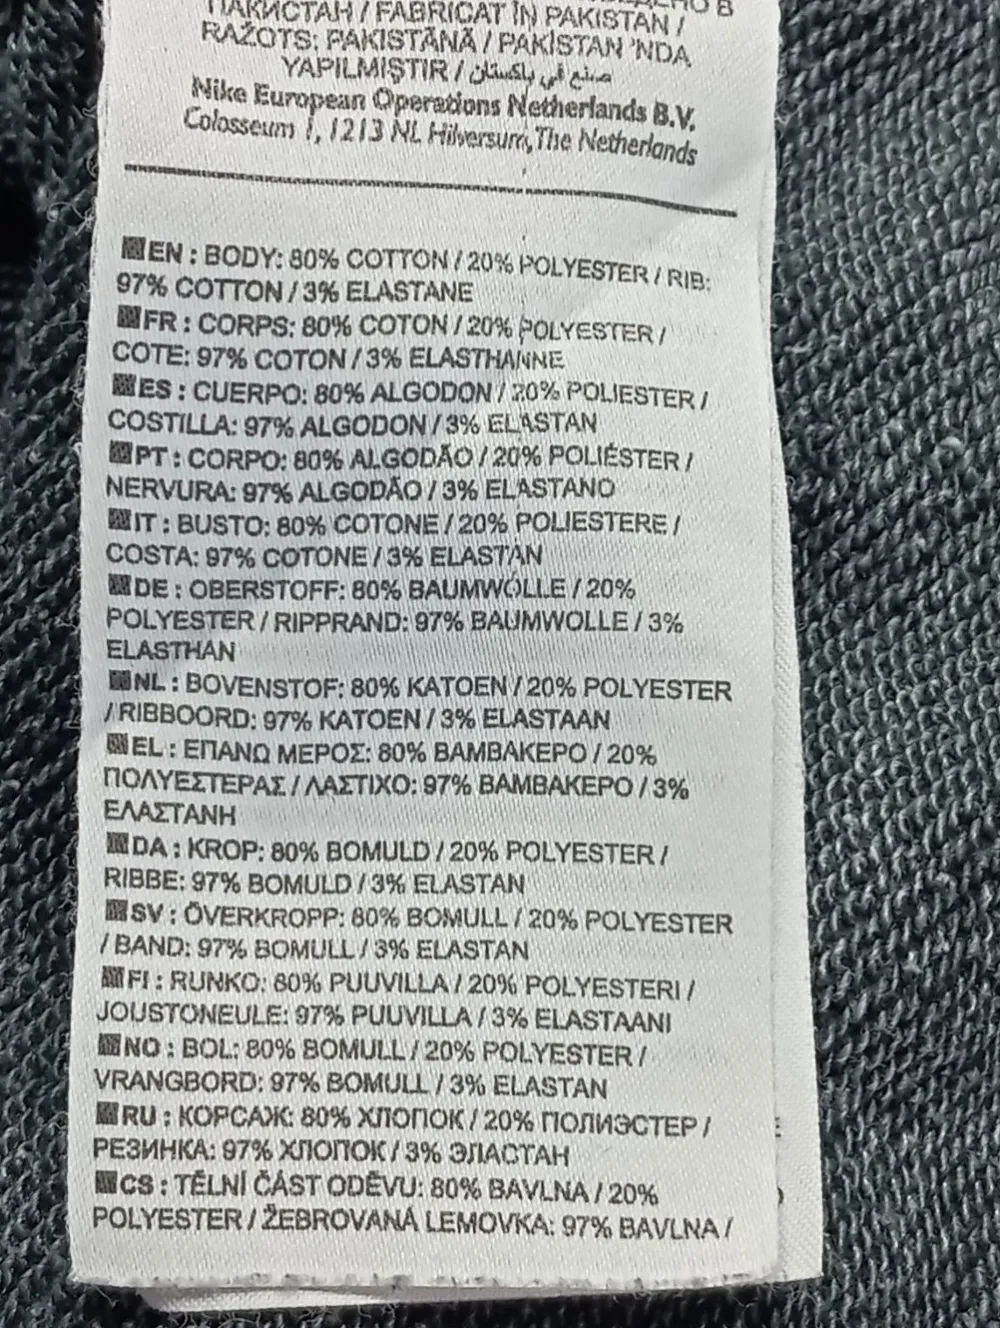 ПАКИСТАН / FABRICAT ÎN PAKISTAN /
RAŽOTS: PAKISTĀNĀ / PAKİSTAN 'NDA
YAPILMIŞTIR / صنع في باكستان
Nike European Operations Netherlands B.V.
Colosseum 1, 1213 NL Hilversum, The Netherlands
EN : BODY: 80% COTTON / 20% POLYESTER / RIB:
97% COTTON / 3% ELASTANE
FR : CORPS: 80% COTON / 20% POLYESTER /
COTE: 97% COTON / 3% ELASTHANNE
ES : CUERPO: 80% ALGODON / 20% POLIESTER /
COSTILLA: 97% ALGODON / 3% ELASTAN
PT : CORPO: 80% ALGODÃO / 20% POLIÉSTER /
NERVURA: 97% ALGODÃO / 3% ELASTANO
IT : BUSTO: 80% COTONE / 20% POLIESTERE /
COSTA: 97% COTONE / 3% ELASTAN
DE : OBERSTOFF: 80% BAUMWOLLE / 20%
POLYESTER / RIPPRAND: 97% BAUMWOLLE / 3%
ELASTHAN
NL : BOVENSTOF: 80% KATOEN / 20% POLYESTER
/ RIBBOORD: 97% KATOEN / 3% ELASTAAN
EL : ΕΠΑΝΩ ΜΕΡΟΣ: 80% ΒΑΜΒΑΚΕΡΟ / 20%
ΠΟΛΥΕΣΤΕΡΑΣ / ΛΑΣΤΙΧΟ: 97% ΒΑΜΒΑΚΕΡΟ / 3%
ΕΛΑΣΤΑΝΗ
DA : KROP: 80% BOMULD / 20% POLYESTER /
RIBBE: 97% BOMULD / 3% ELASTAN
SV : ÖVERKROPP: 80% BOMULL / 20% POLYESTER
/ BAND: 97% BOMULL / 3% ELASTAN
FI : RUNKO: 80% PUUVILLA / 20% POLYESTERI /
JOUSTONEULE: 97% PUUVILLA / 3% ELASTAANI
NO : BOL: 80% BOMULL / 20% POLYESTER /
VRANGBORD: 97% BOMULL / 3% ELASTAN
RU : КОРСАЖ: 80% ХЛОПОК / 20% ПОЛИЭСТЕР /
РЕЗИНКА: 97% ХЛОПОК / 3% ЭЛАСТАН
CS : TĚLNÍ ČÁST ODĚVU: 80% BAVLNA / 20%
POLYESTER / ŽEBROVANÁ LEMOVKA: 97% BAVLNA /